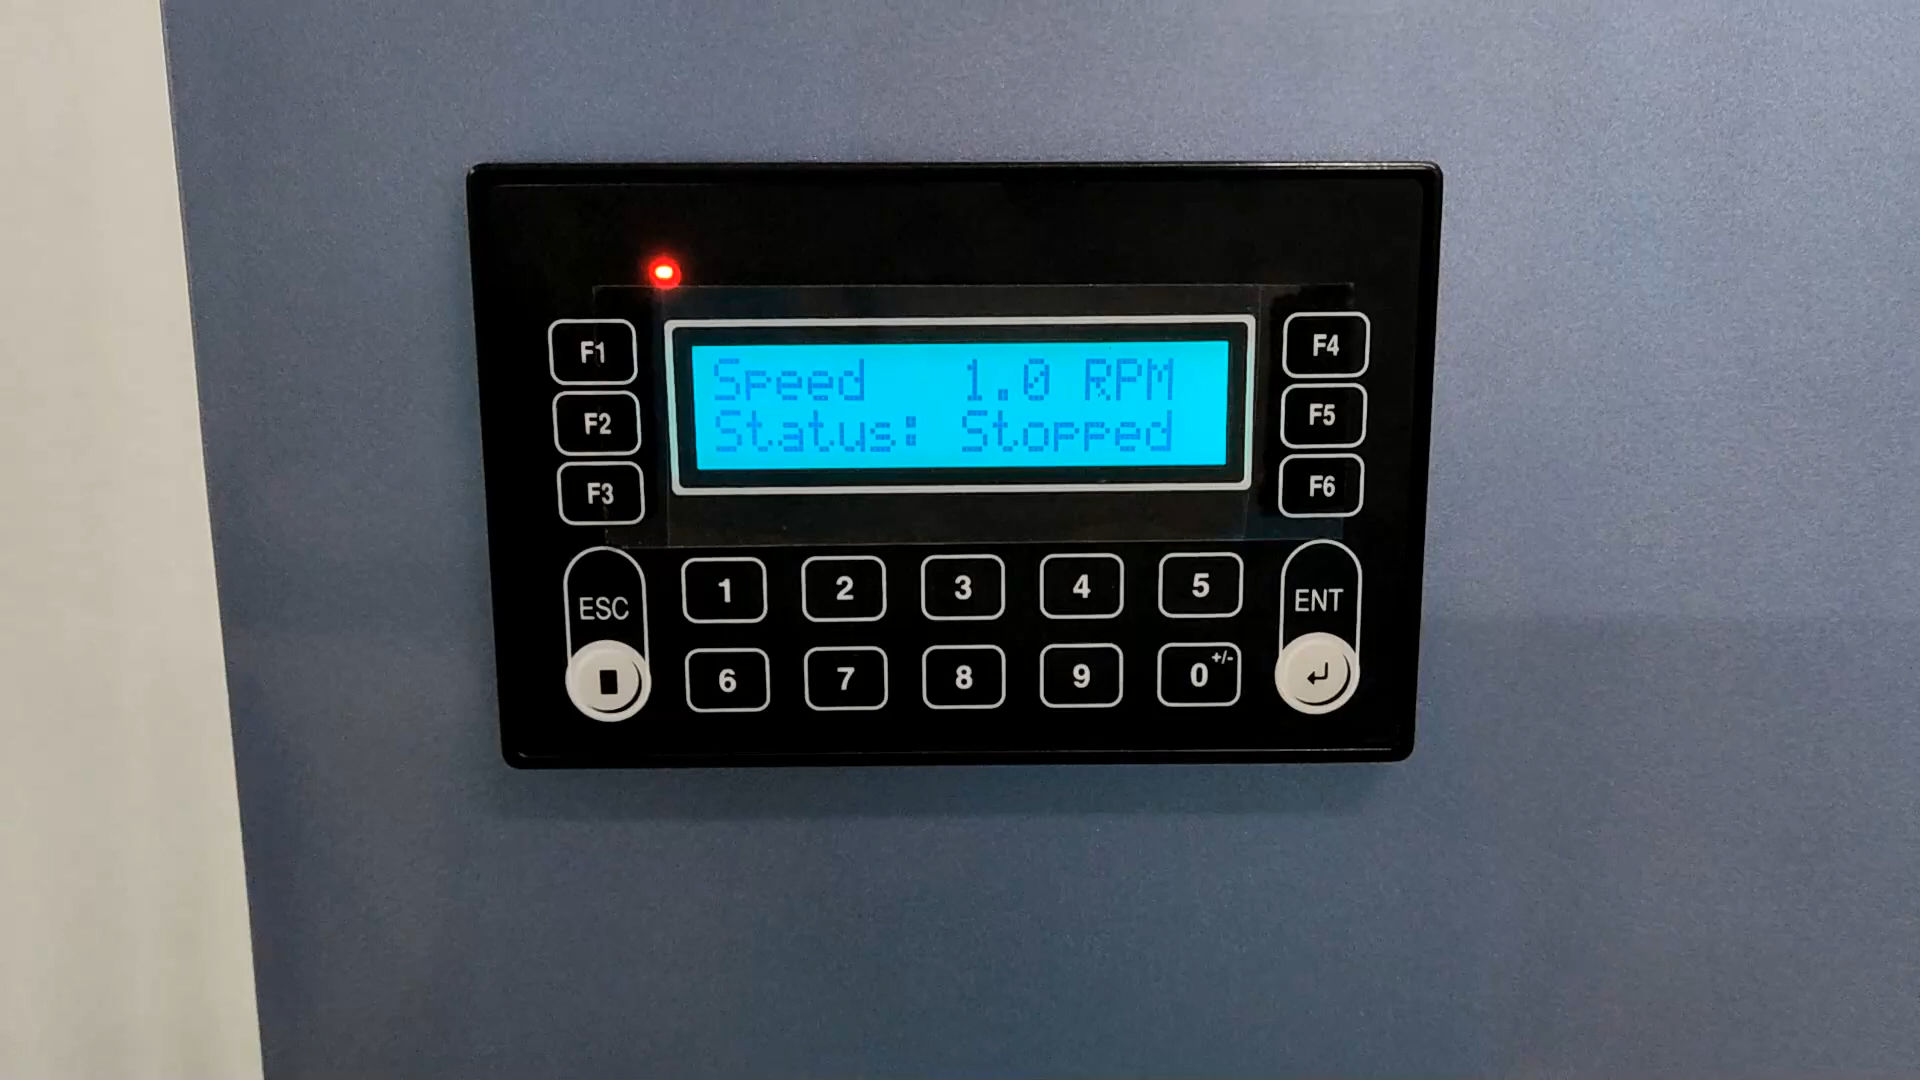 Speed 1.0 RPM
Status: Stopped
F1
F2
F3
F4
F5
F6
ESC
1 2 3 4 5
ENT
6 7 8 9 0 +/-